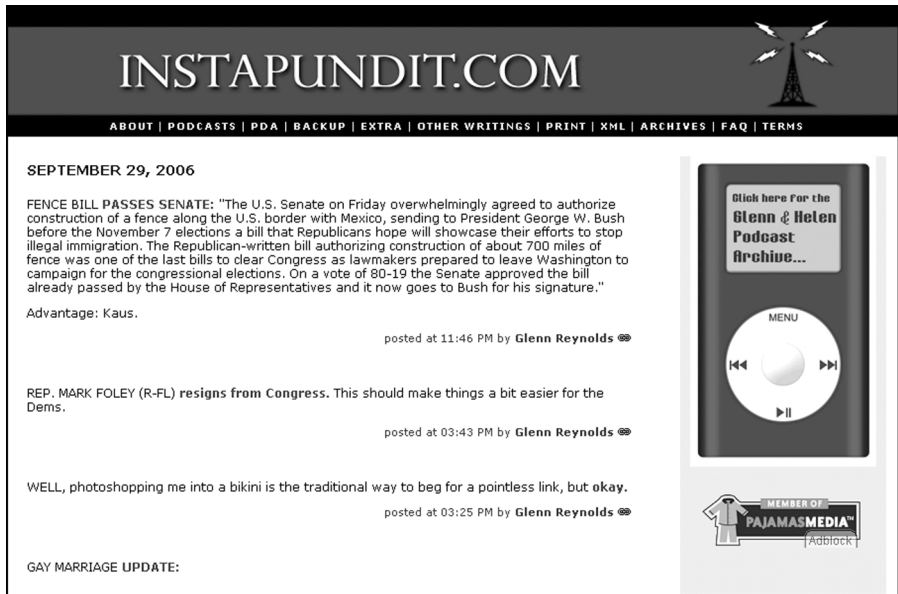 INSTAPUNDIT.COM
ABOUT | PODCASTS | PDA | BACKUP | EXTRA | OTHER WRITINGS | PRINT | XML | ARCHIVES | FAQ | TERMS
SEPTEMBER 29, 2006
FENCE BILL PASSES SENATE: "The U.S. Senate on Friday overwhelmingly agreed to authorize
construction of a fence along the U.S. border with Mexico, sending to President George W. Bush
before the November 7 elections a bill that Republicans hope will showcase their efforts to stop
illegal immigration. The Republican-written bill authorizing construction of about 700 miles of
fence was one of the last bills to clear Congress as lawmakers prepared to leave Washington to
campaign for the congressional elections. On a vote of 80-19 the Senate approved the bill
already passed by the House of Representatives and it now goes to Bush for his signature."
Advantage: Kaus.
posted at 11:46 PM by Glenn Reynolds
REP. MARK FOLEY (R-FL) resigns from Congress. This should make things a bit easier for the
Dems.
posted at 03:43 PM by Glenn Reynolds
WELL, photoshopping me into a bikini is the traditional way to beg for a pointless link, but okay.
posted at 03:25 PM by Glenn Reynolds
GAY MARRIAGE UPDATE:
Click here for the
Glenn & Helen
Podcast
Archive...
MENU
MEMBER OF
PAJAMASMEDIA™
Adblock